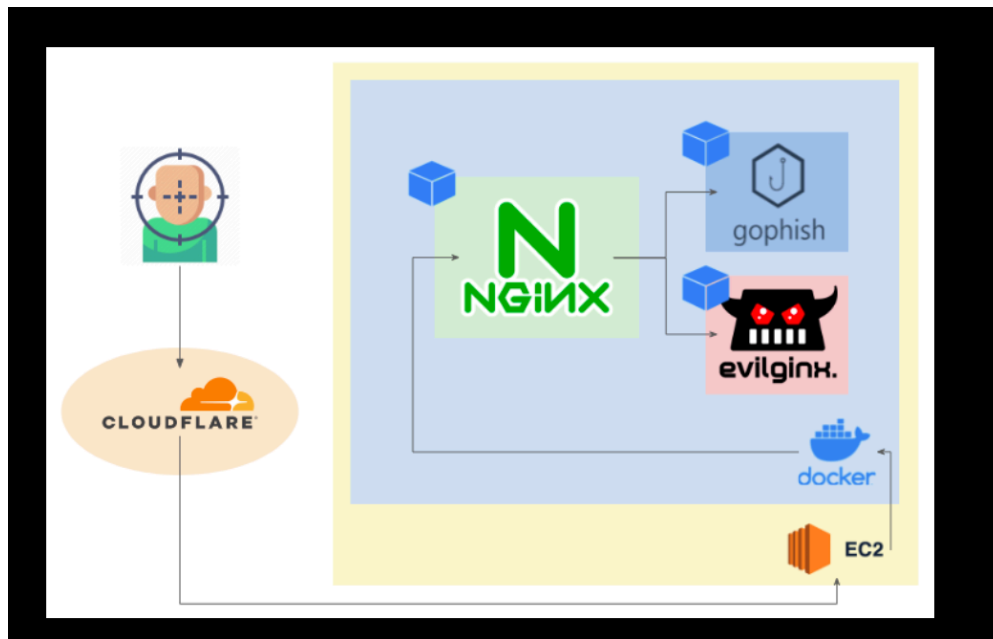 CLOUDFLARE
NGINX
gophish
evilginx.
docker
EC2